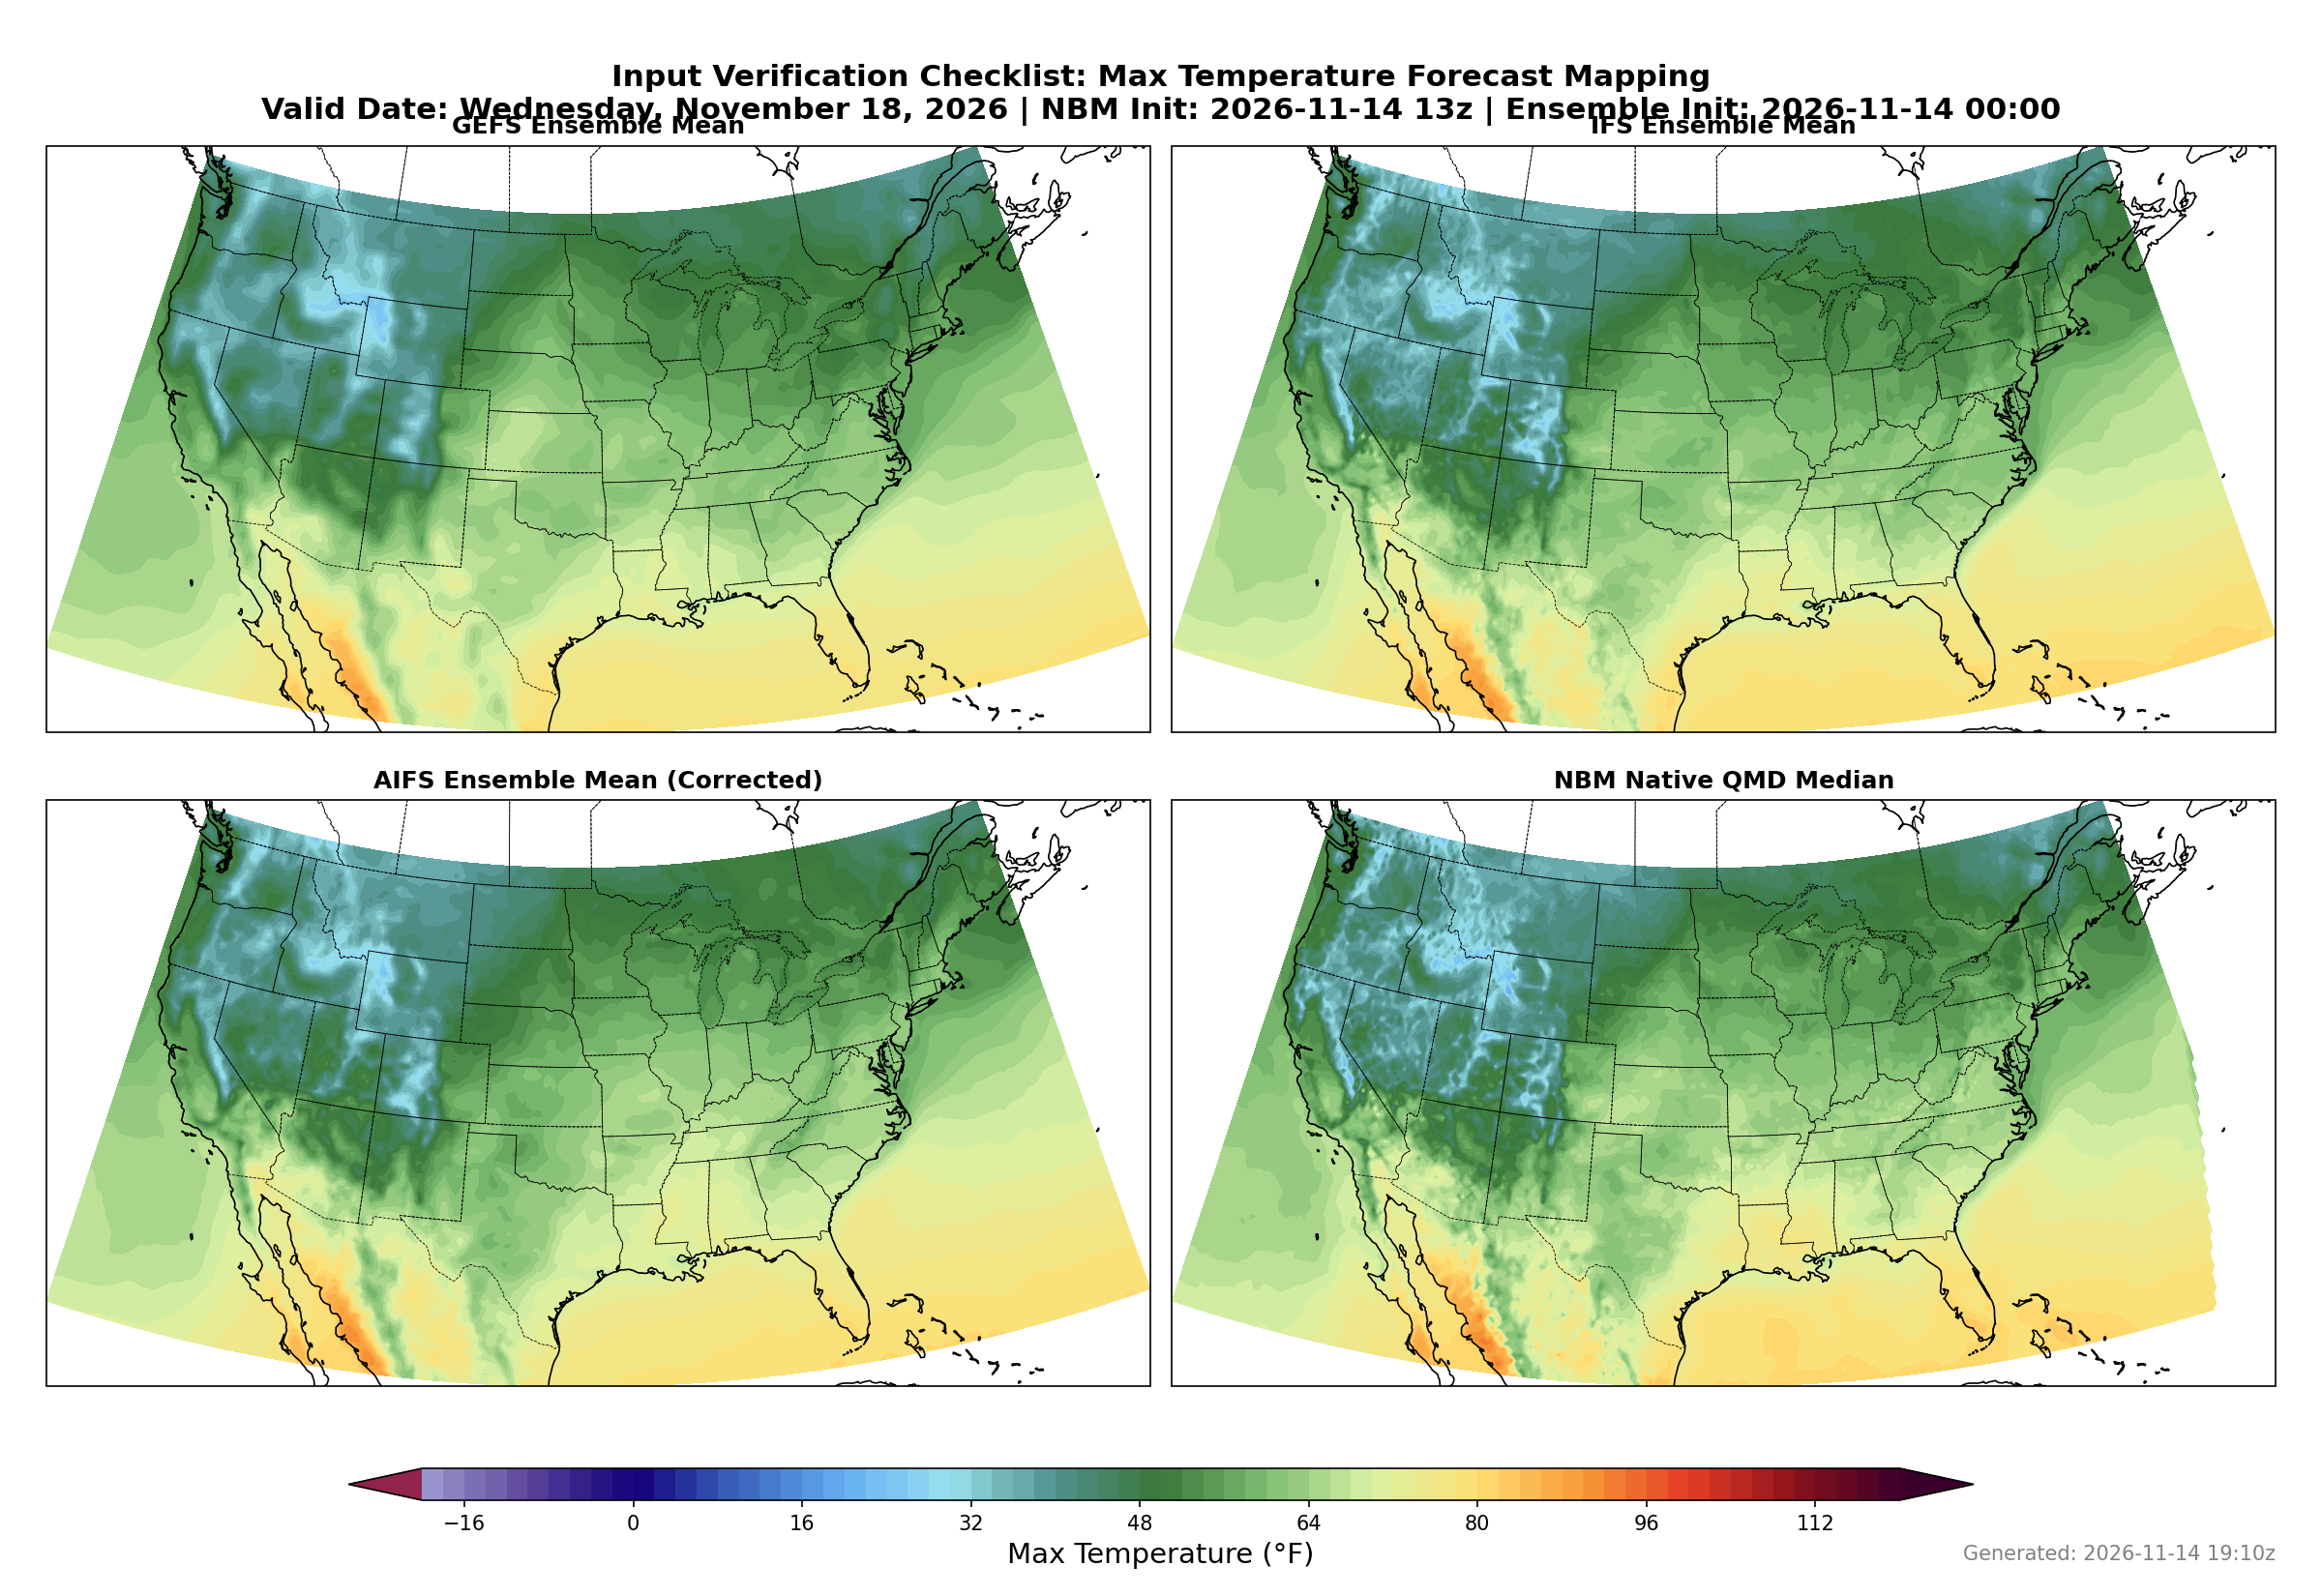 Input Verification Checklist: Max Temperature Forecast Mapping
Valid Date: Wednesday, November 18, 2026 | NBM Init: 2026-11-14 13z | Ensemble Init: 2026-11-14 00:00
GEFS Ensemble Mean
IFS Ensemble Mean
AIFS Ensemble Mean (Corrected)
NBM Native QMD Median
−16 0 16 32 48 64 80 96 112
Max Temperature (°F)
Generated: 2026-11-14 19:10z